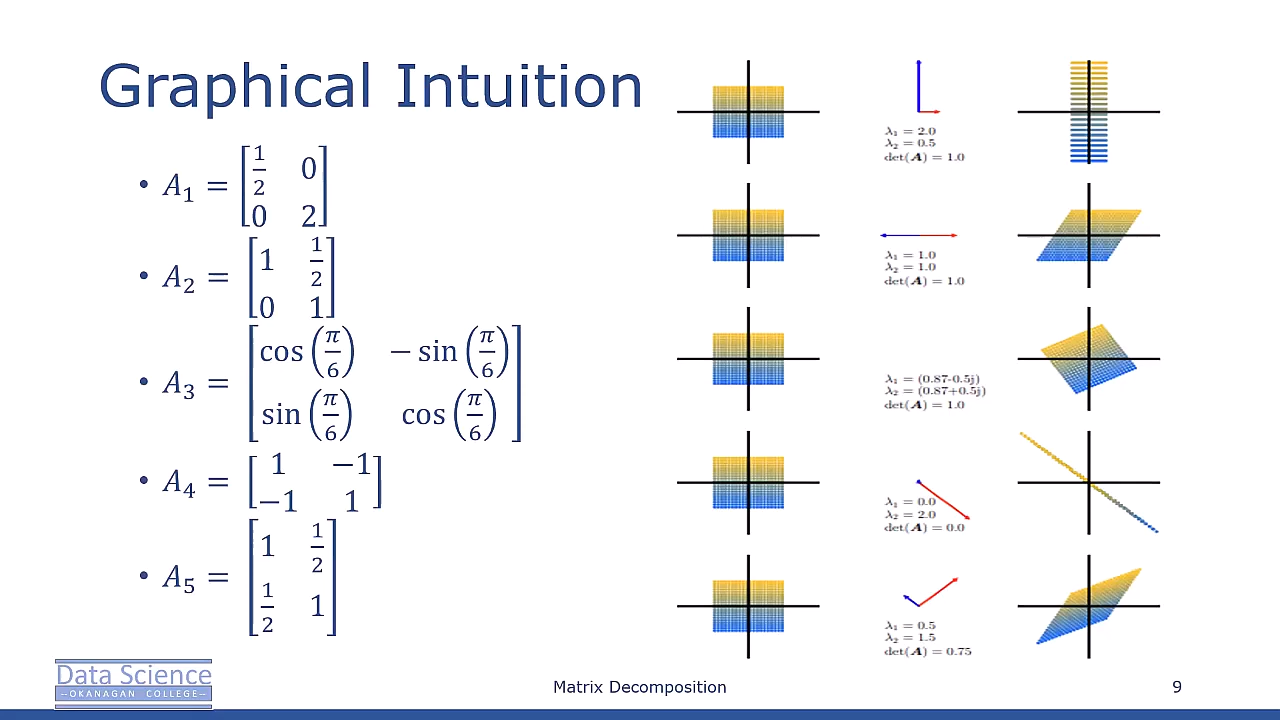 Graphical Intuition
• A₁ = [ 1/2 0 ; 0 2 ]
• A₂ = [ 1 1/2 ; 0 1 ]
• A₃ = [ cos(π/6) −sin(π/6) ; sin(π/6) cos(π/6) ]
• A₄ = [ 1 −1 ; −1 1 ]
• A₅ = [ 1 1/2 ; 1/2 1 ]
λ₁ = 2.0
λ₂ = 0.5
det(A) = 1.0
λ₁ = 1.0
λ₂ = 1.0
det(A) = 1.0
λ₁ = (0.87-0.5j)
λ₂ = (0.87+0.5j)
det(A) = 1.0
λ₁ = 0.0
λ₂ = 2.0
det(A) = 0.0
λ₁ = 0.5
λ₂ = 1.5
det(A) = 0.75
Data Science
OKANAGAN COLLEGE
Matrix Decomposition
9